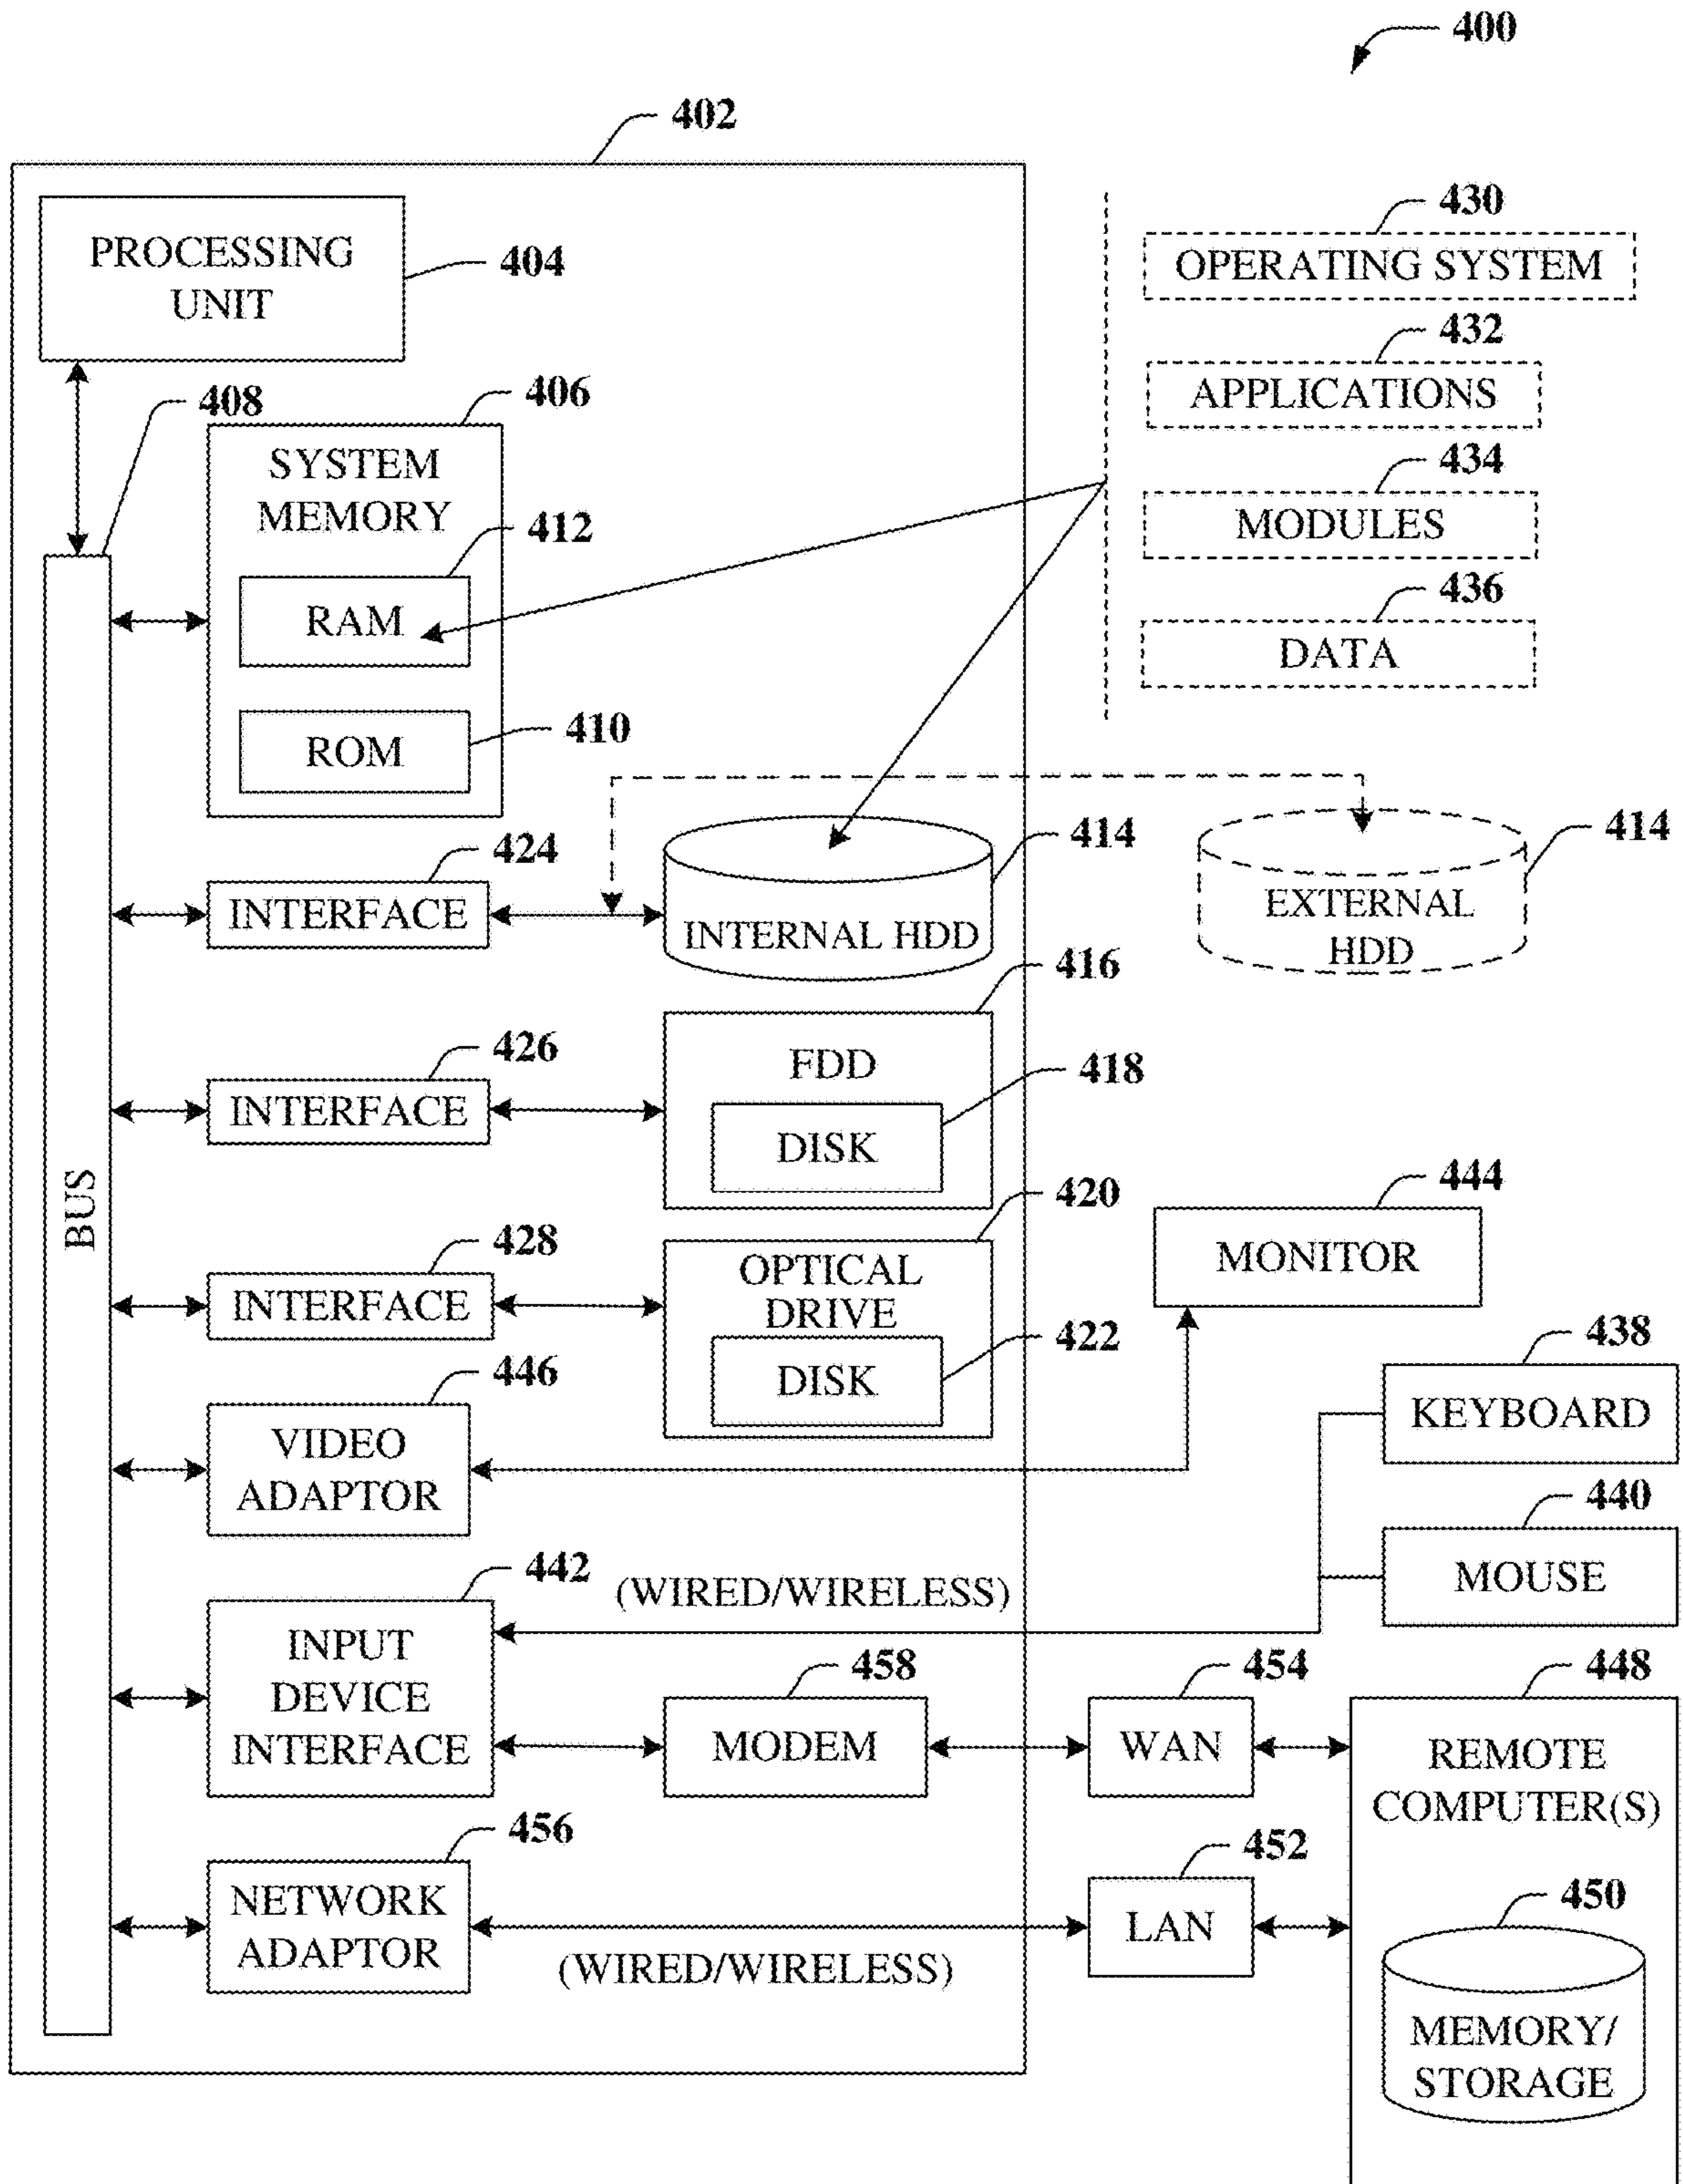 400
402
PROCESSING
UNIT
404
430
OPERATING SYSTEM
432
APPLICATIONS
434
MODULES
436
DATA
408
406
SYSTEM
MEMORY
412
RAM
410
ROM
BUS
424
INTERFACE
414
INTERNAL HDD
414
EXTERNAL
HDD
426
INTERFACE
416
FDD
418
DISK
428
INTERFACE
420
OPTICAL
DRIVE
422
DISK
444
MONITOR
446
VIDEO
ADAPTOR
438
KEYBOARD
440
MOUSE
442
INPUT
DEVICE
INTERFACE
(WIRED/WIRELESS)
458
MODEM
454
WAN
448
REMOTE
COMPUTER(S)
456
NETWORK
ADAPTOR
(WIRED/WIRELESS)
452
LAN
450
MEMORY/
STORAGE